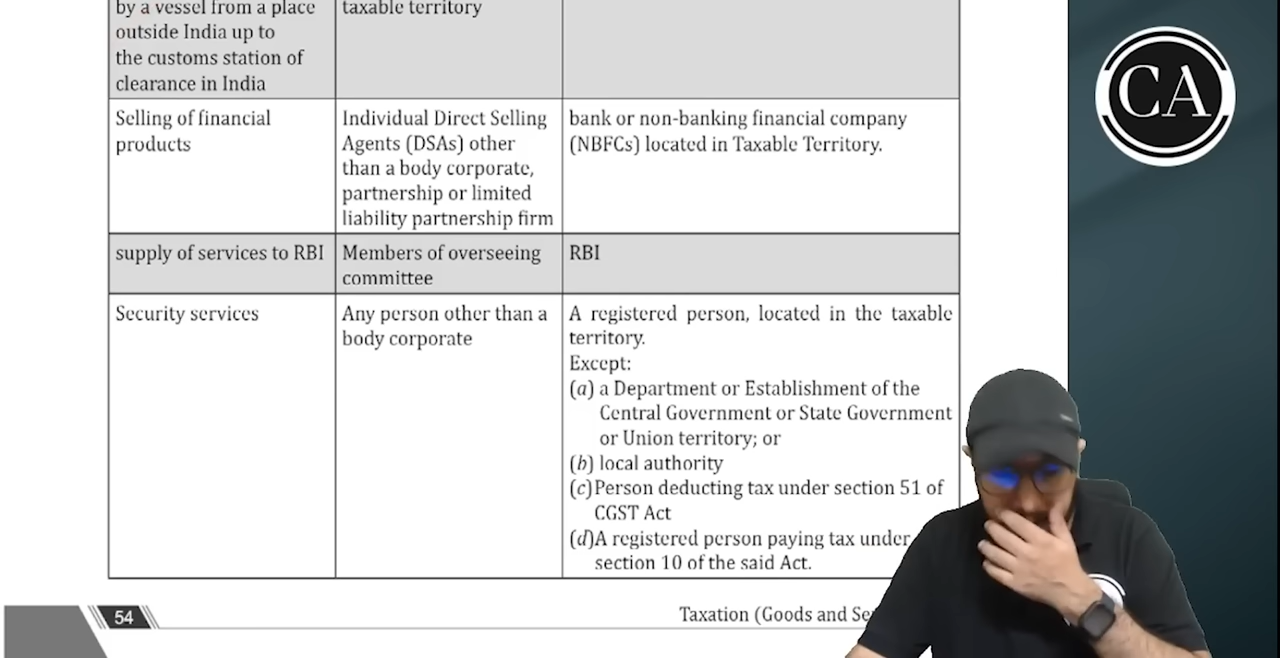 by a vessel from a place
outside India up to
the customs station of
clearance in India
taxable territory
Selling of financial
products
Individual Direct Selling
Agents (DSAs) other
than a body corporate,
partnership or limited
liability partnership firm
bank or non-banking financial company
(NBFCs) located in Taxable Territory.
supply of services to RBI
Members of overseeing
committee
RBI
Security services
Any person other than a
body corporate
A registered person, located in the taxable
territory.
Except:
(a) a Department or Establishment of the
Central Government or State Government
or Union territory; or
(b) local authority
(c)Person deducting tax under section 51 of
CGST Act
(d)A registered person paying tax under
section 10 of the said Act.
54
Taxation (Goods and
CA